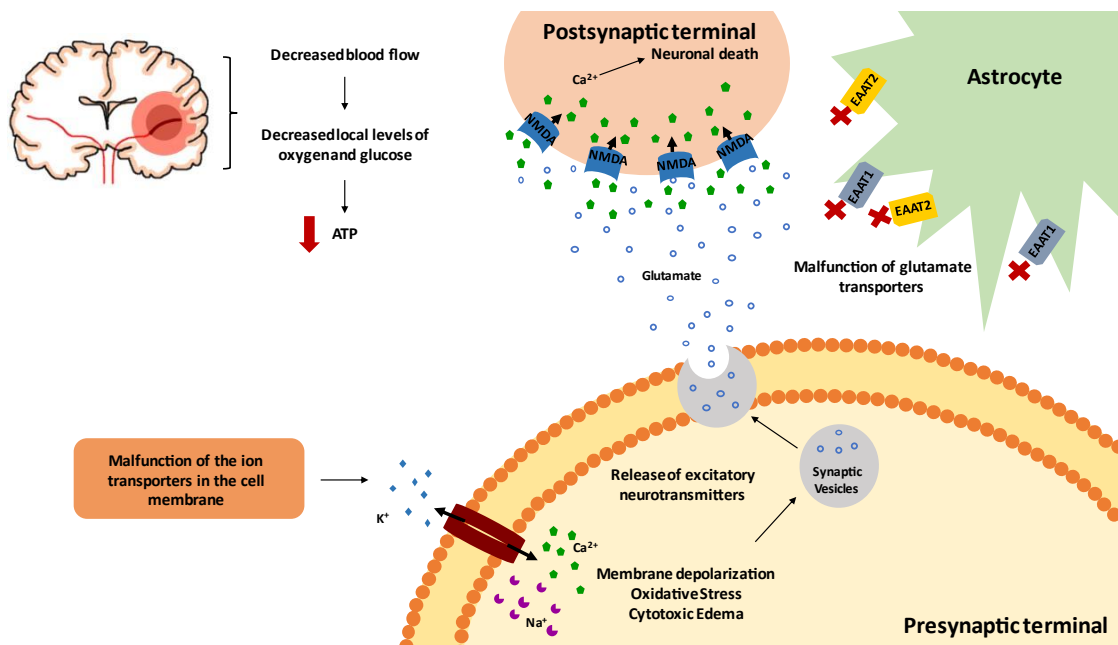 Decreased blood flow
Decreased local levels of
oxygen and glucose
ATP
Postsynaptic terminal
Neuronal death
Ca²⁺
NMDA
NMDA
NMDA
NMDA
Astrocyte
EAAT2
EAAT1
EAAT2
EAAT1
Malfunction of glutamate
transporters
Glutamate
Malfunction of the ion
transporters in the cell
membrane
K⁺
Ca²⁺
Na⁺
Release of excitatory
neurotransmitters
Synaptic
Vesicles
Membrane depolarization
Oxidative Stress
Cytotoxic Edema
Presynaptic terminal